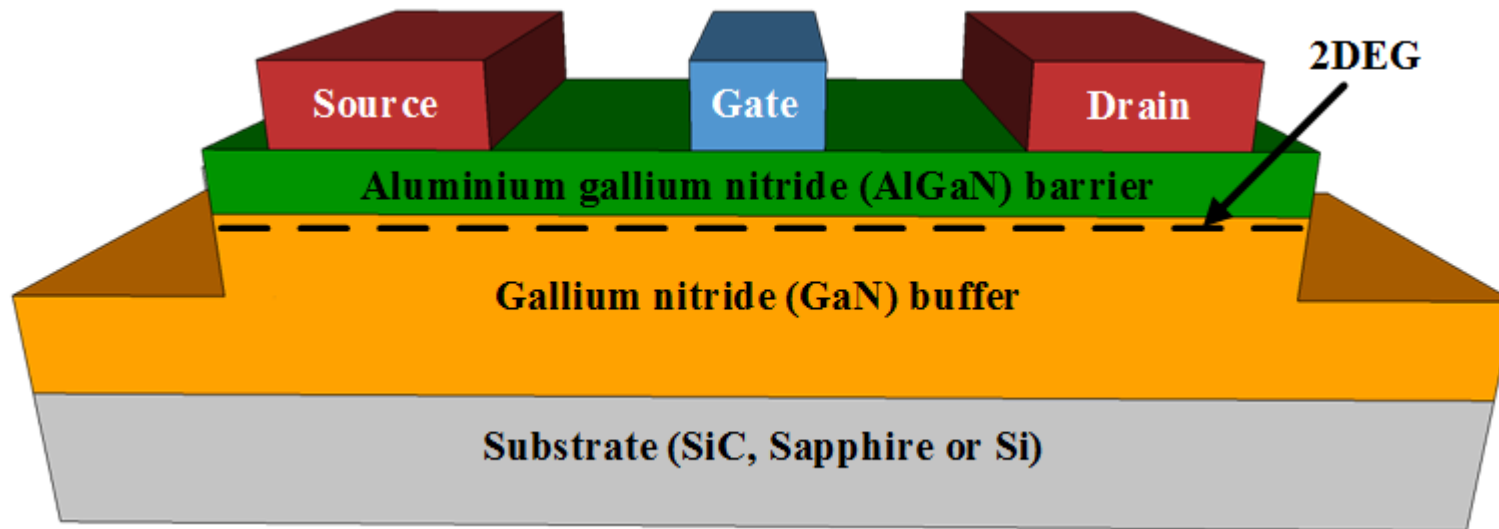 2DEG
Source
Gate
Drain
Aluminium gallium nitride (AlGaN) barrier
Gallium nitride (GaN) buffer
Substrate (SiC, Sapphire or Si)